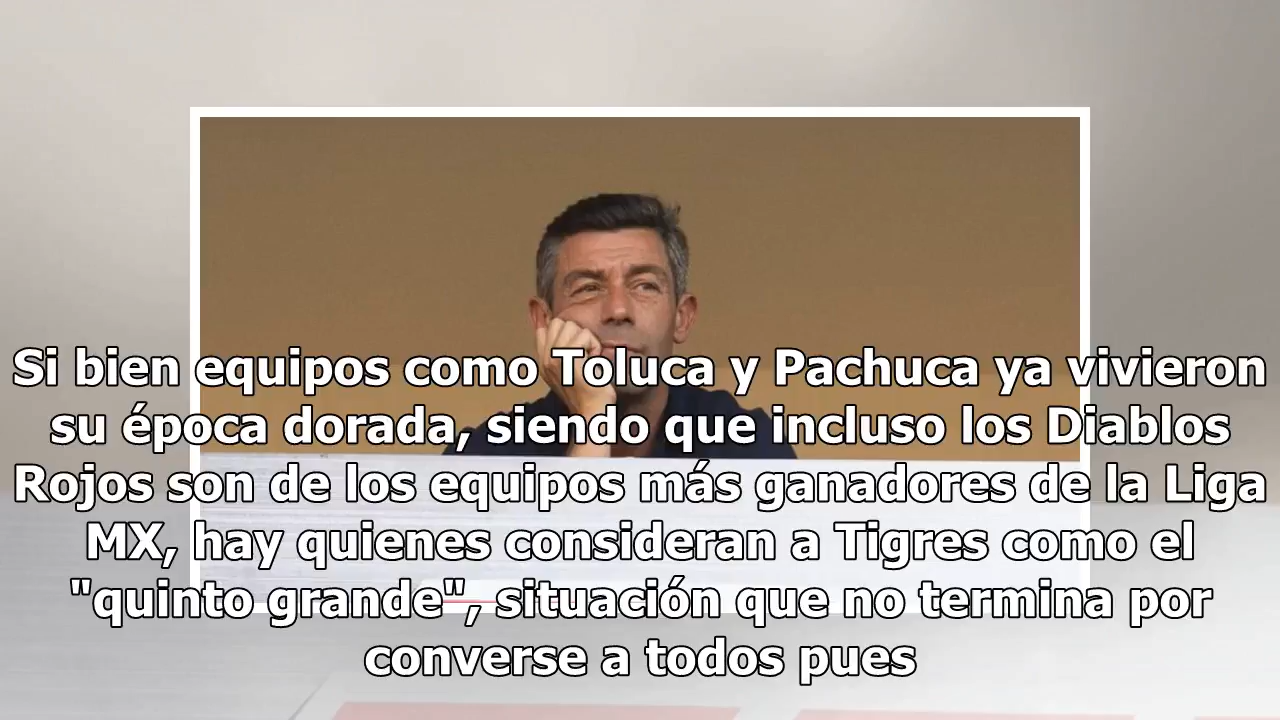 Si bien equipos como Toluca y Pachuca ya vivieron
su época dorada, siendo que incluso los Diablos
Rojos son de los equipos más ganadores de la Liga
MX, hay quienes consideran a Tigres como el
"quinto grande", situación que no termina por
converse a todos pues